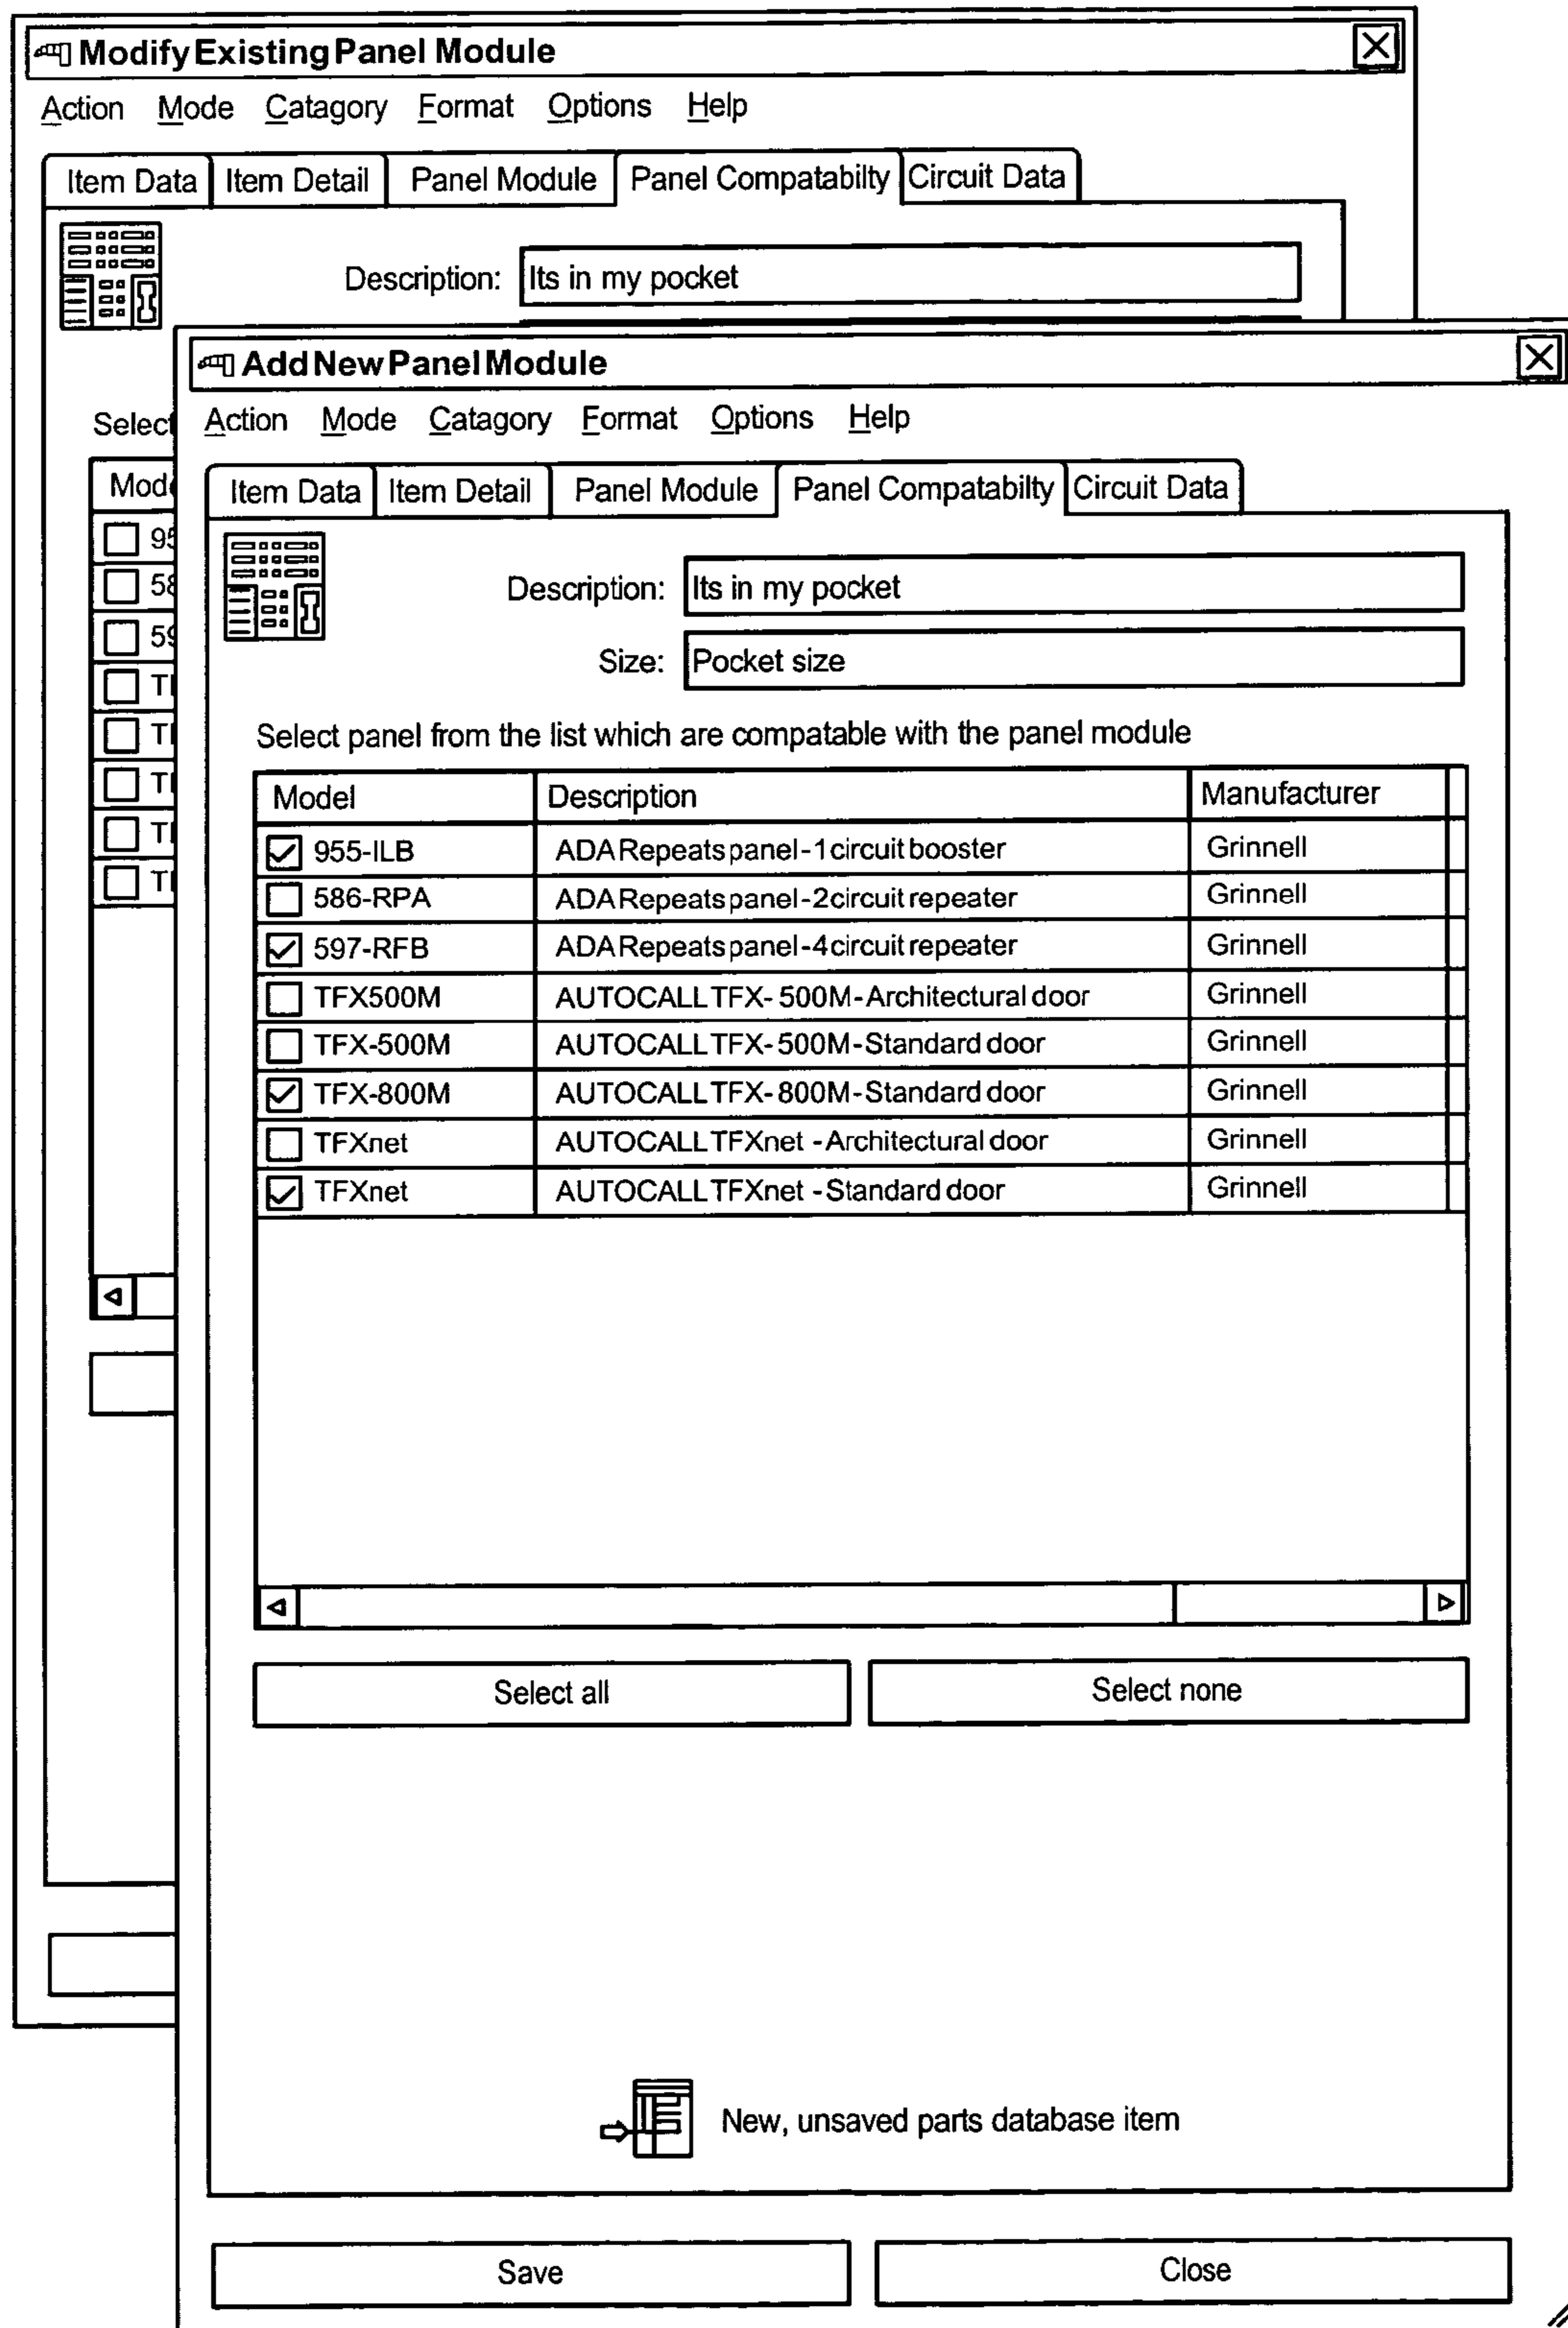 Modify Existing Panel Module
Action Mode Catagory Format Options Help
Item Data Item Detail Panel Module Panel Compatabilty Circuit Data
Description: Its in my pocket
Select
Add New Panel Module
Action Mode Catagory Format Options Help
Item Data Item Detail Panel Module Panel Compatabilty Circuit Data
Description: Its in my pocket
Size: Pocket size
Select panel from the list which are compatable with the panel module
Model Description Manufacturer
955-ILB ADA Repeats panel - 1 circuit booster Grinnell
586-RPA ADA Repeats panel - 2 circuit repeater Grinnell
597-RFB ADA Repeats panel - 4 circuit repeater Grinnell
TFX500M AUTOCALL TFX - 500M - Architectural door Grinnell
TFX-500M AUTOCALL TFX - 500M - Standard door Grinnell
TFX-800M AUTOCALL TFX - 800M - Standard door Grinnell
TFXnet AUTOCALL TFXnet - Architectural door Grinnell
TFXnet AUTOCALL TFXnet - Standard door Grinnell
Select all Select none
New, unsaved parts database item
Save Close